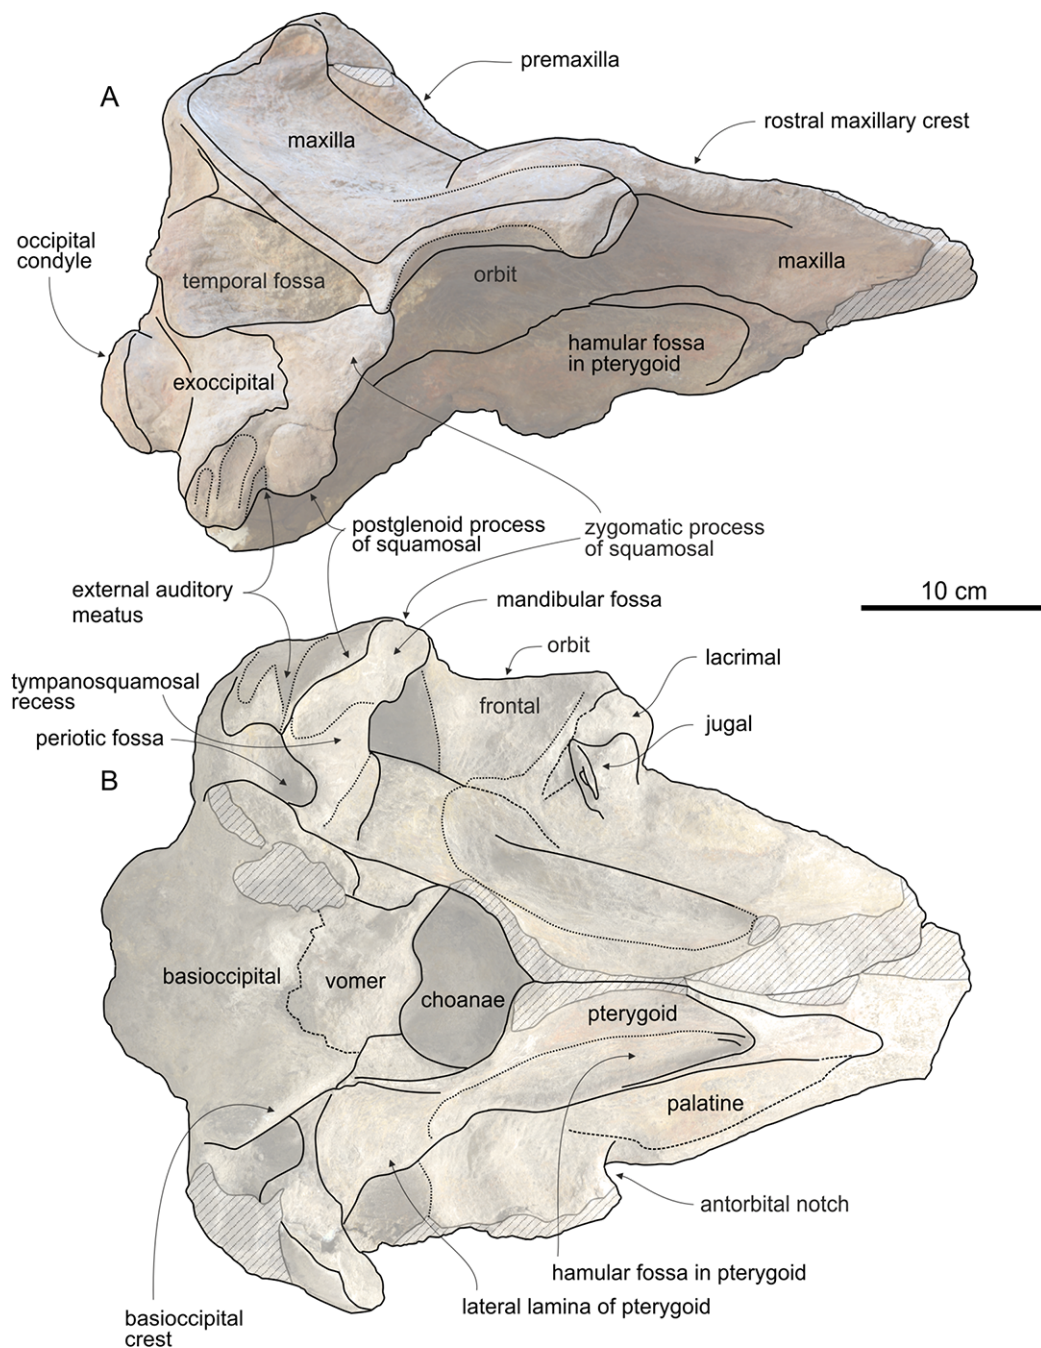 premaxilla
A
rostral maxillary crest
maxilla
occipital
condyle
temporal fossa
orbit
maxilla
hamular fossa
in pterygoid
exoccipital
postglenoid process
of squamosal
zygomatic process
of squamosal
external auditory
meatus
10 cm
mandibular fossa
orbit
lacrimal
tympanosquamosal
recess
frontal
jugal
periotic fossa
B
basioccipital
vomer
choanae
pterygoid
palatine
antorbital notch
hamular fossa in pterygoid
lateral lamina of pterygoid
basioccipital
crest